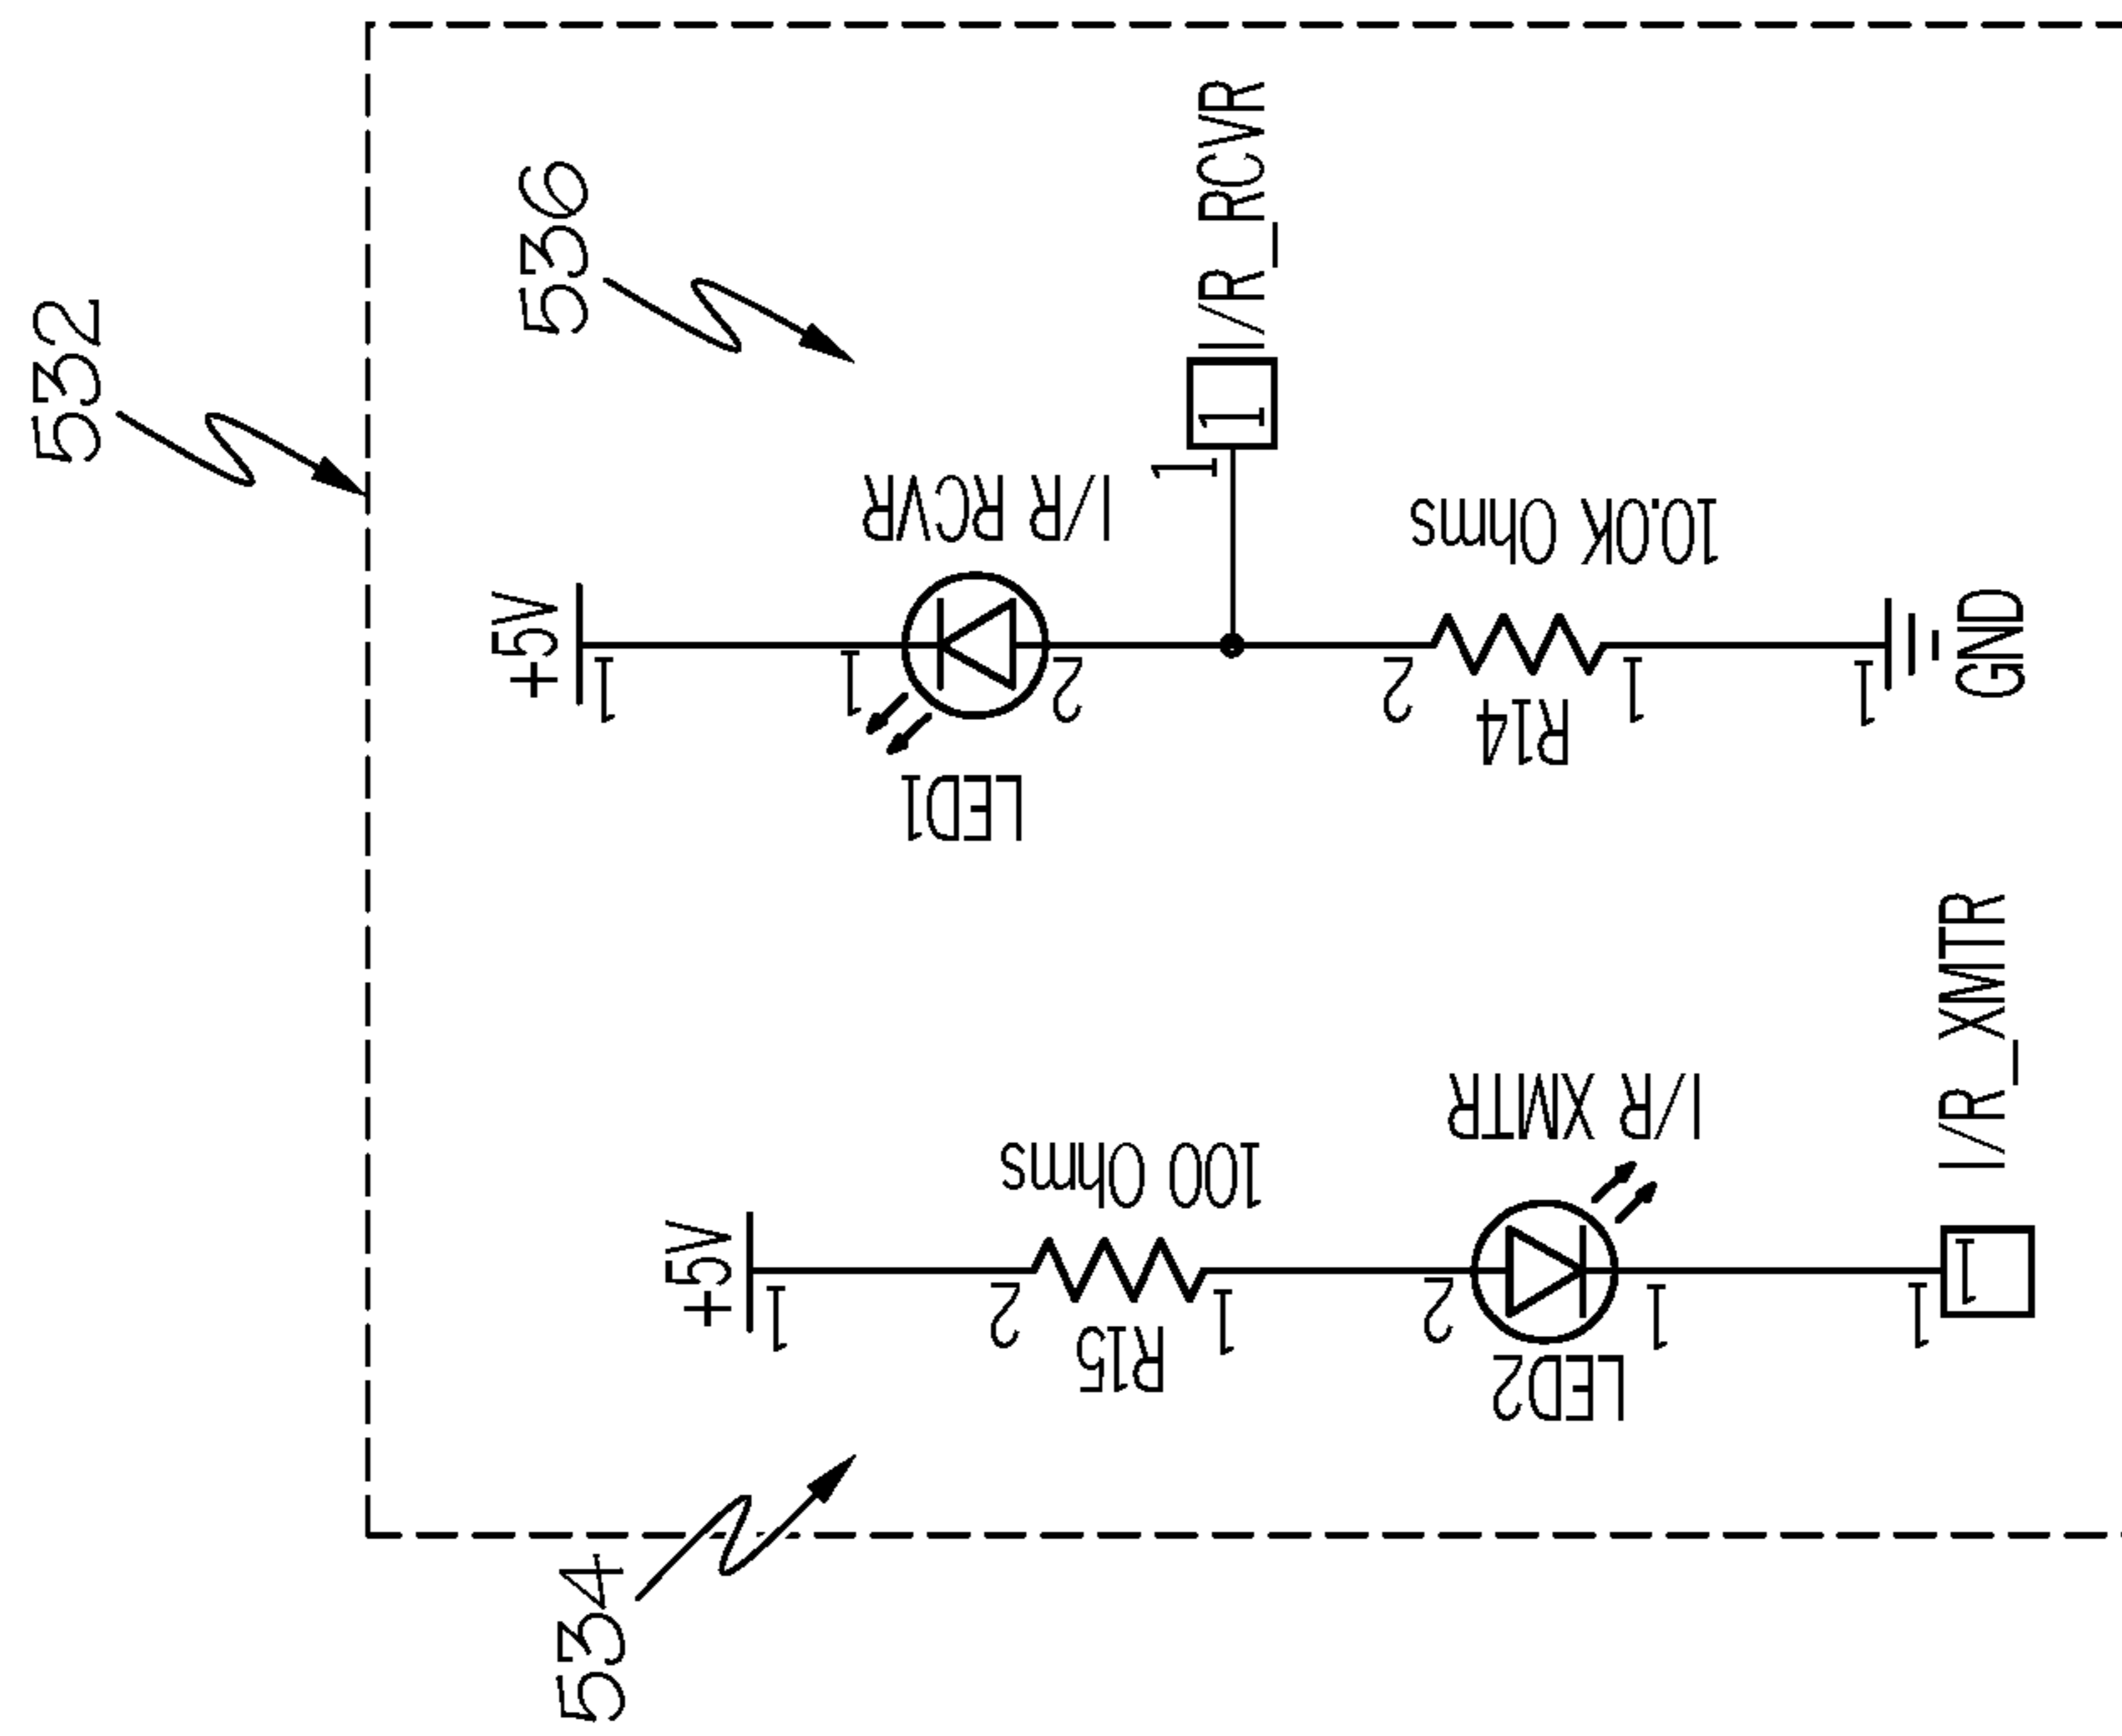 532
536
I/R_RCVR
1
1
I/R RCVR
+5V
1
1
2
LED1
10.0K Ohms
2
R14
1
1
GND
I/R_XMTR
1
1
I/R XMTR
100 Ohms
+5V
1
2
R15
1
2
LED2
1
534